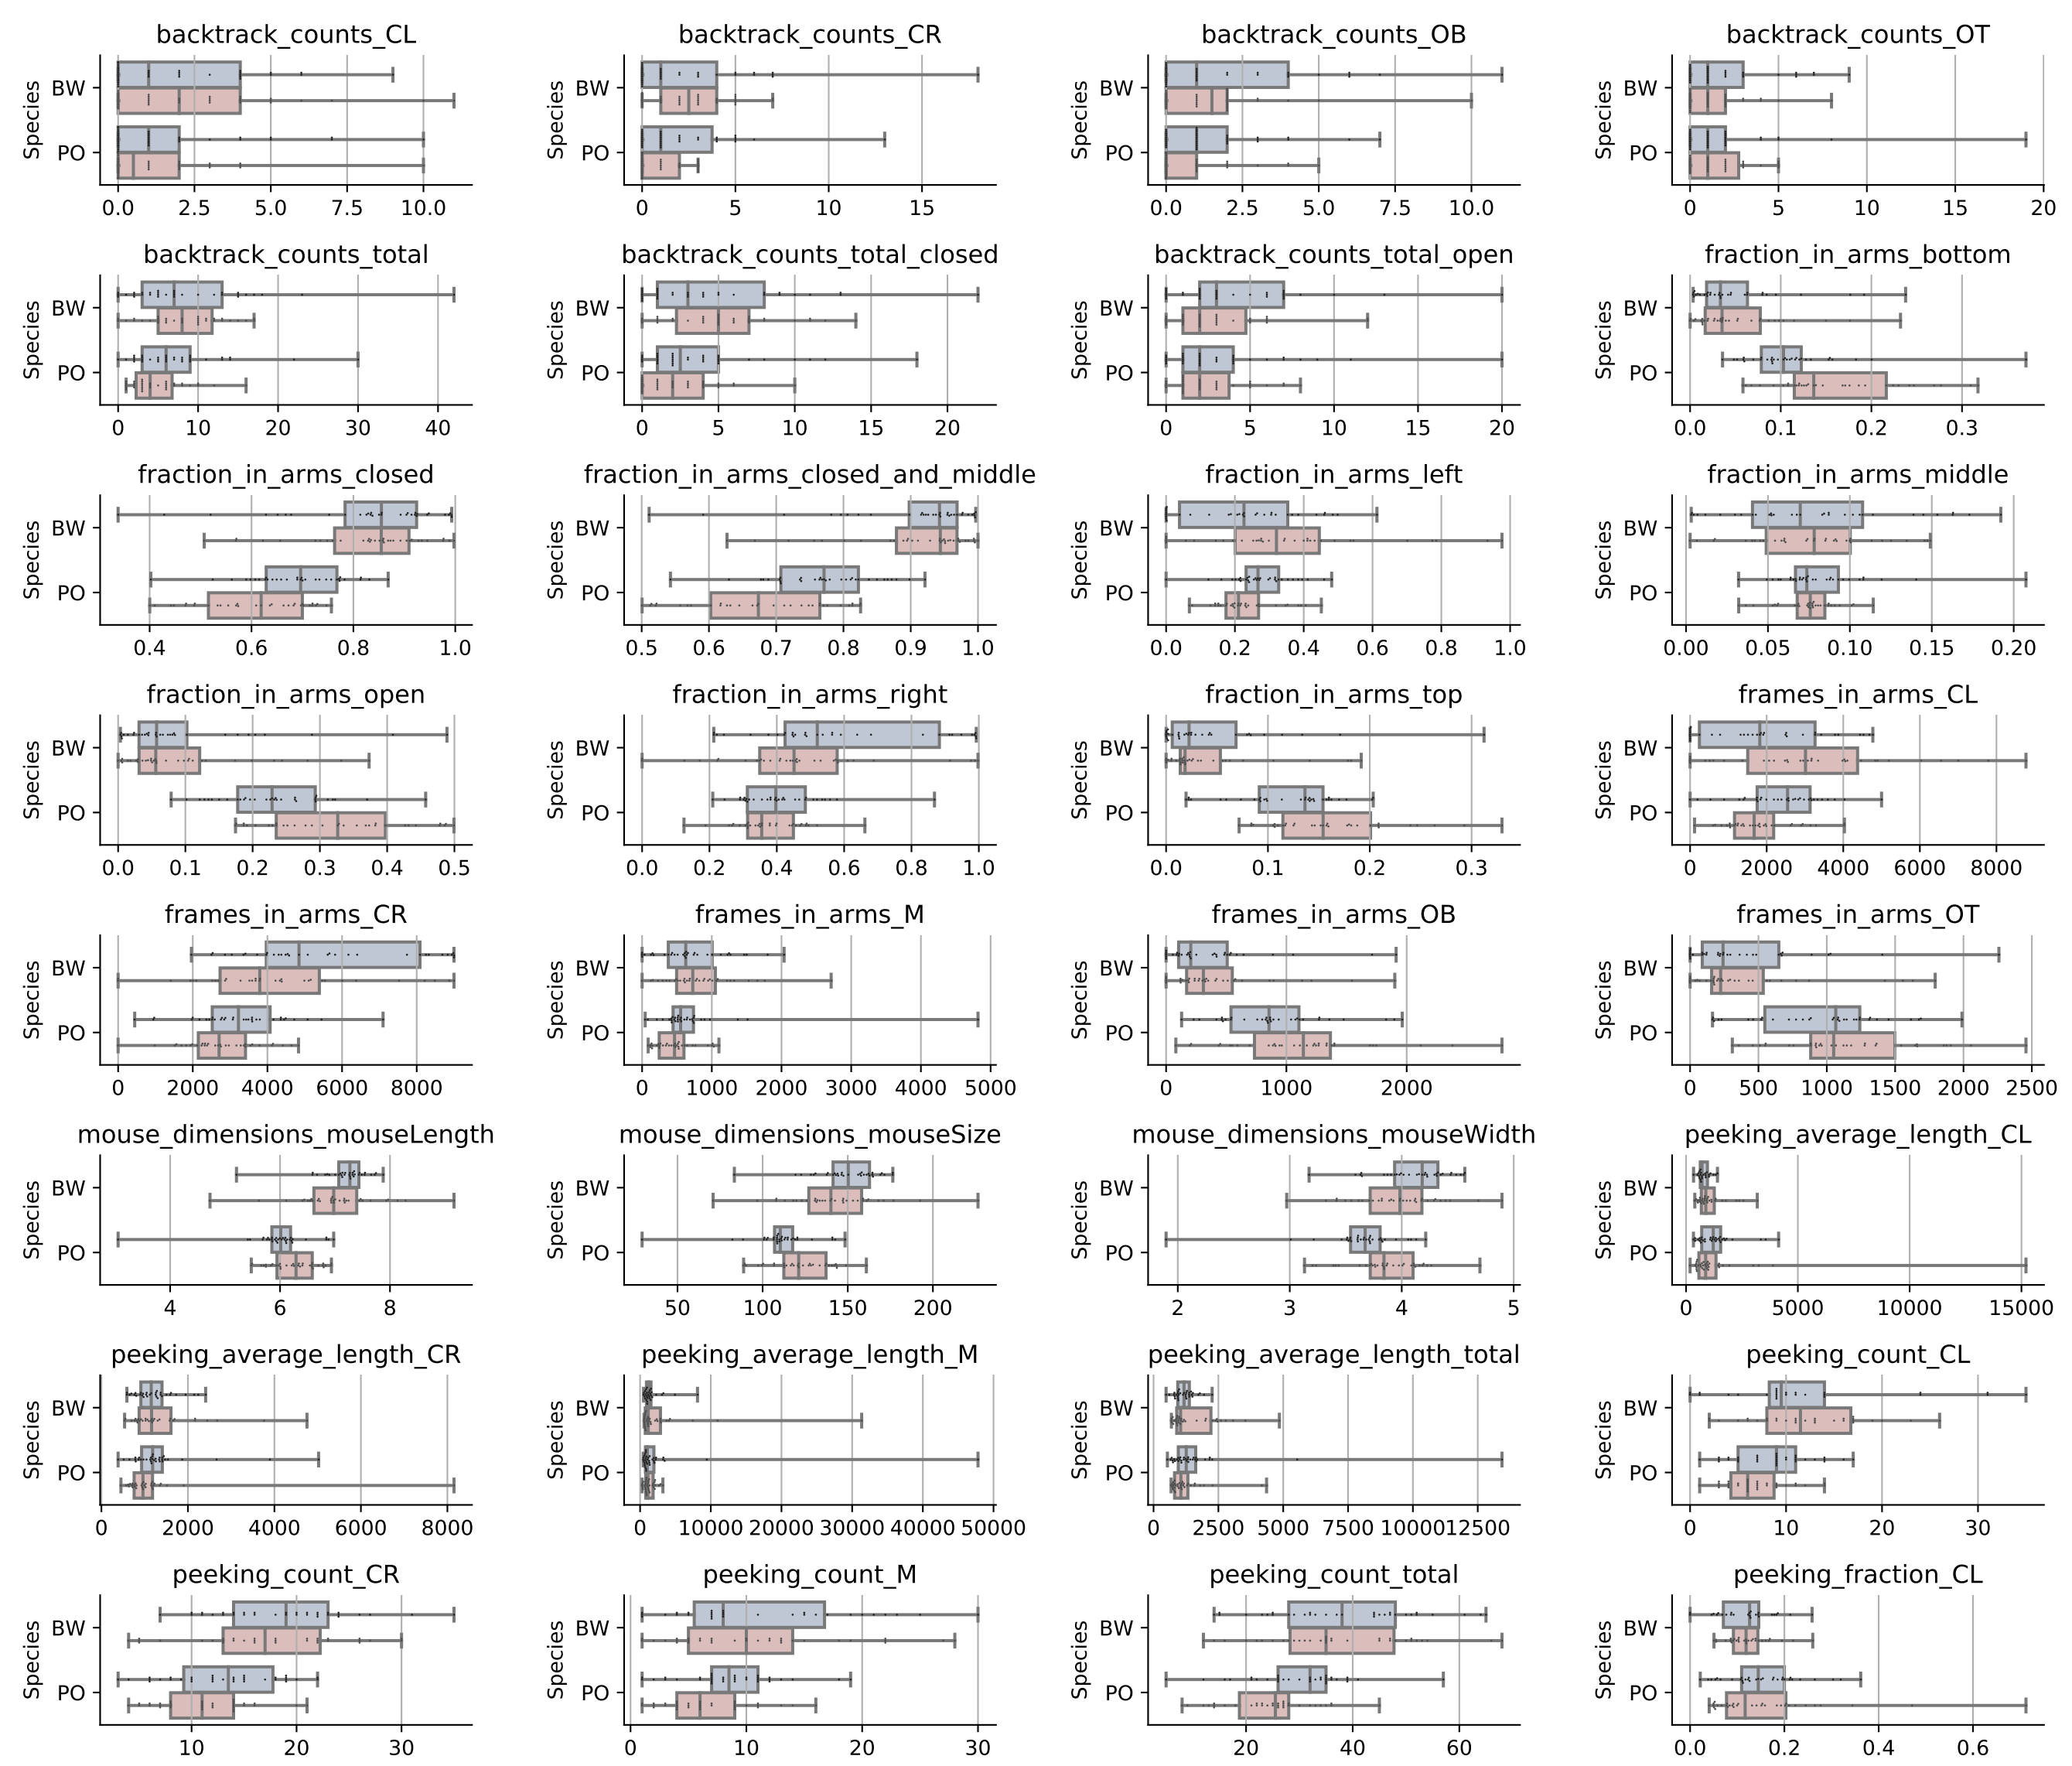 backtrack_counts_CL
backtrack_counts_CR
backtrack_counts_OB
backtrack_counts_OT
Species BW PO
Species BW PO
Species BW PO
Species BW PO
0.0 2.5 5.0 7.5 10.0
0 5 10 15
0.0 2.5 5.0 7.5 10.0
0 5 10 15 20
backtrack_counts_total
backtrack_counts_total_closed
backtrack_counts_total_open
fraction_in_arms_bottom
Species BW PO
Species BW PO
Species BW PO
Species BW PO
0 10 20 30 40
0 5 10 15 20
0 5 10 15 20
0.0 0.1 0.2 0.3
fraction_in_arms_closed
fraction_in_arms_closed_and_middle
fraction_in_arms_left
fraction_in_arms_middle
Species BW PO
Species BW PO
Species BW PO
Species BW PO
0.4 0.6 0.8 1.0
0.5 0.6 0.7 0.8 0.9 1.0
0.0 0.2 0.4 0.6 0.8 1.0
0.00 0.05 0.10 0.15 0.20
fraction_in_arms_open
fraction_in_arms_right
fraction_in_arms_top
frames_in_arms_CL
Species BW PO
Species BW PO
Species BW PO
Species BW PO
0.0 0.1 0.2 0.3 0.4 0.5
0.0 0.2 0.4 0.6 0.8 1.0
0.0 0.1 0.2 0.3
0 2000 4000 6000 8000
frames_in_arms_CR
frames_in_arms_M
frames_in_arms_OB
frames_in_arms_OT
Species BW PO
Species BW PO
Species BW PO
Species BW PO
0 2000 4000 6000 8000
0 1000 2000 3000 4000 5000
0 1000 2000
0 500 1000 1500 2000 2500
mouse_dimensions_mouseLength
mouse_dimensions_mouseSize
mouse_dimensions_mouseWidth
peeking_average_length_CL
Species BW PO
Species BW PO
Species BW PO
Species BW PO
4 6 8
50 100 150 200
2 3 4 5
0 5000 10000 15000
peeking_average_length_CR
peeking_average_length_M
peeking_average_length_total
peeking_count_CL
Species BW PO
Species BW PO
Species BW PO
Species BW PO
0 2000 4000 6000 8000
0 10000 20000 30000 40000 50000
0 2500 5000 7500 10000 12500
0 10 20 30
peeking_count_CR
peeking_count_M
peeking_count_total
peeking_fraction_CL
Species BW PO
Species BW PO
Species BW PO
Species BW PO
10 20 30
0 10 20 30
20 40 60
0.0 0.2 0.4 0.6